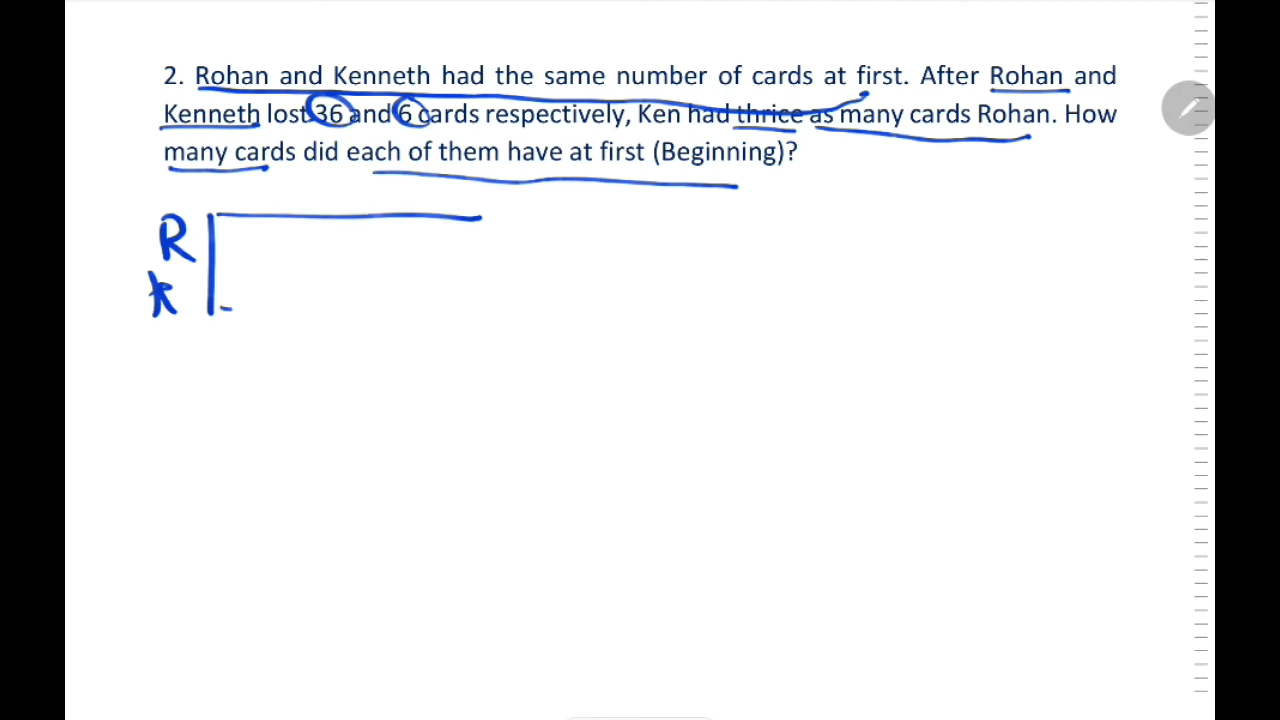 2. Rohan and Kenneth had the same number of cards at first. After Rohan and
Kenneth lost 36 and 6 cards respectively, Ken had thrice as many cards Rohan. How
many cards did each of them have at first (Beginning)?
R
K